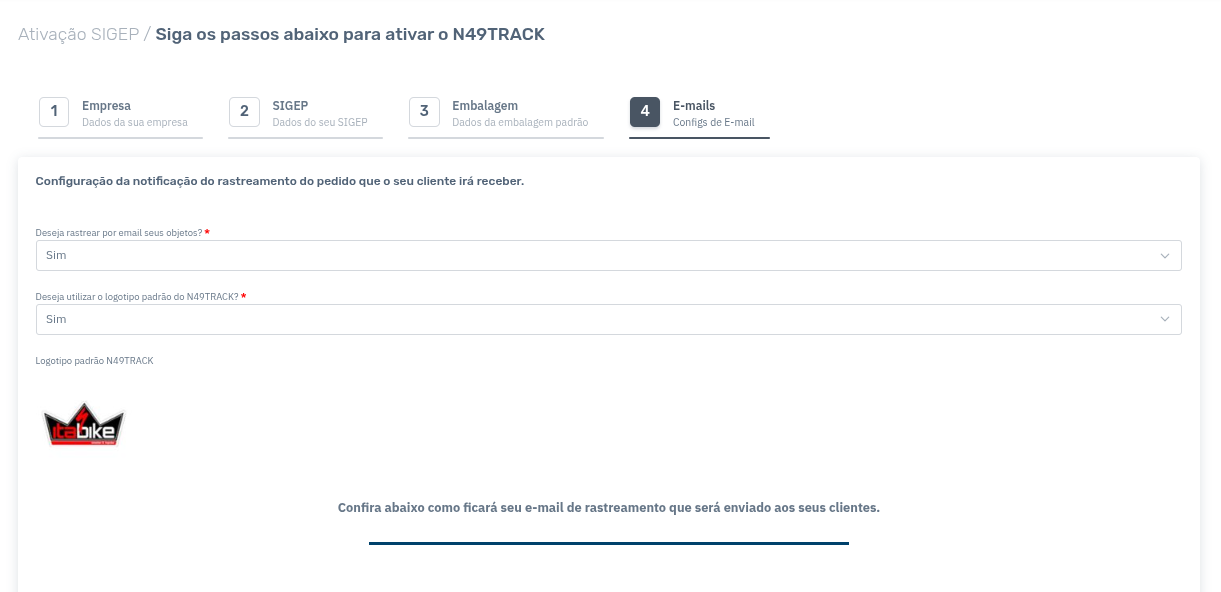 Ativação SIGEP / Siga os passos abaixo para ativar o N49TRACK
1 Empresa
Dados da sua empresa
2 SIGEP
Dados do seu SIGEP
3 Embalagem
Dados da embalagem padrão
4 E-mails
Configs de E-mail
Configuração da notificação do rastreamento do pedido que o seu cliente irá receber.
Deseja rastrear por email seus objetos? *
Sim
Deseja utilizar o logotipo padrão do N49TRACK? *
Sim
Logotipo padrão N49TRACK
itabike
Confira abaixo como ficará seu e-mail de rastreamento que será enviado aos seus clientes.